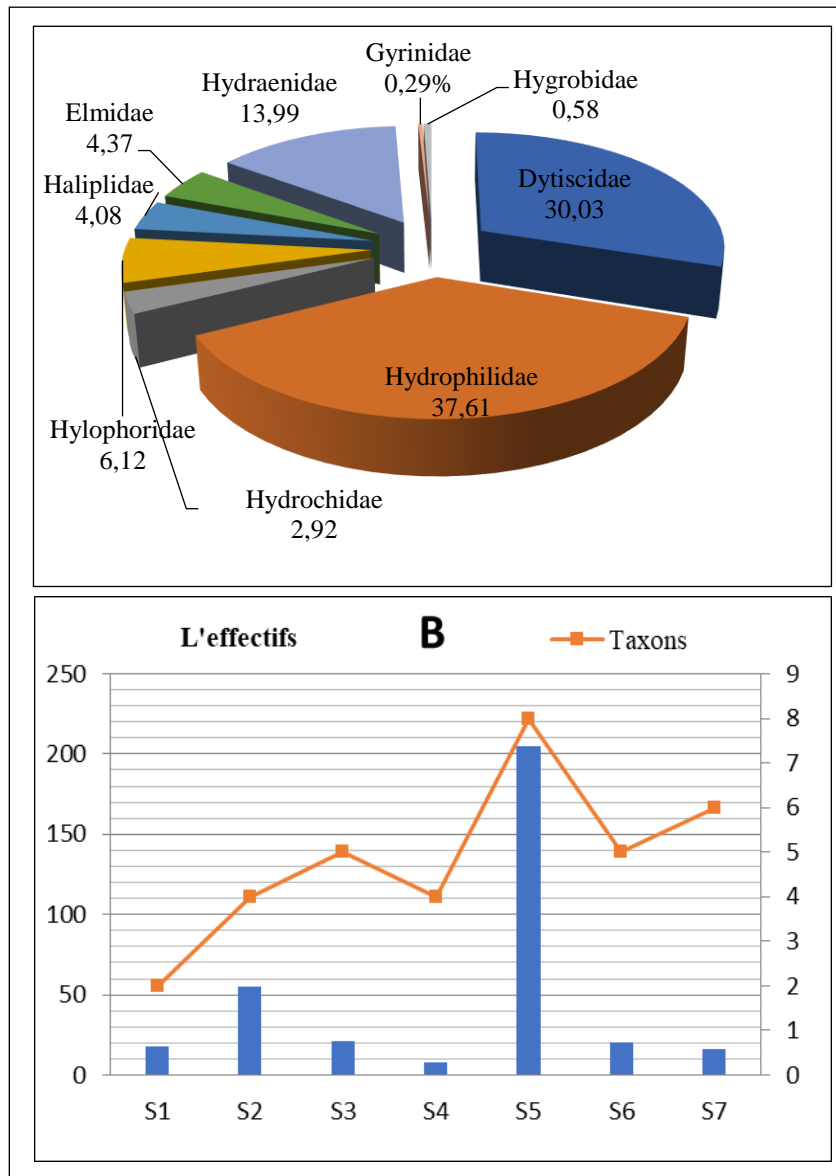 Gyrinidae
0,29%
Hygrobidae
0,58
Hydraenidae
13,99
Elmidae
4,37
Haliplidae
4,08
Dytiscidae
30,03
Hydrophilidae
37,61
Hylophoridae
6,12
Hydrochidae
2,92
L'effectifs B Taxons
250 9
200 8
150 7
100 6
50 5
0 4
3
2
1
0
S1 S2 S3 S4 S5 S6 S7